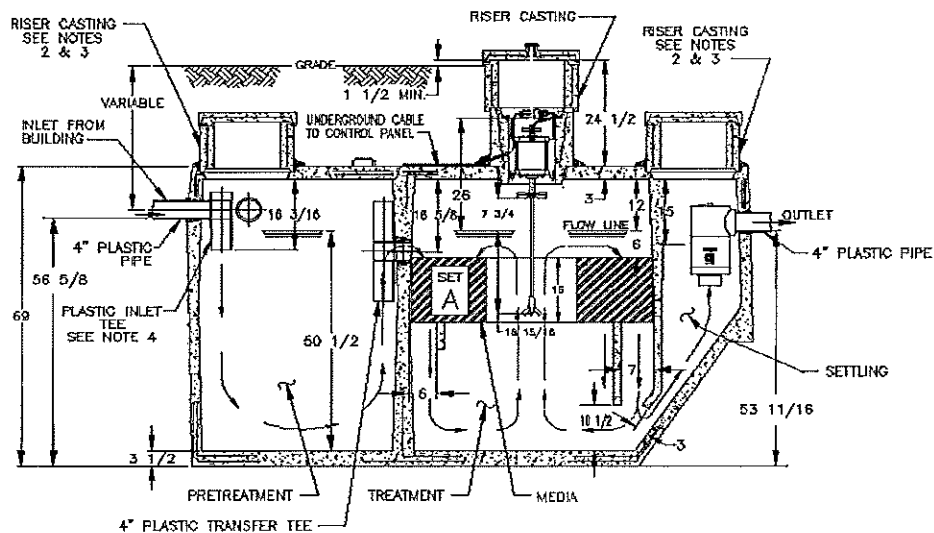 RISER CASTING
SEE NOTES
2 & 3
GRADE
RISER CASTING
RISER CASTING
SEE NOTES
2 & 3
VARIABLE
1 1/2 MIN.
INLET FROM
BUILDING
UNDERGROUND CABLE
TO CONTROL PANEL
24 1/2
26
3
12
15
16 3/16
16 5/8
7 3/4
FLOW LINE
OUTLET
4" PLASTIC
PIPE
4" PLASTIC PIPE
6
56 5/8
69
SET
A
16
PLASTIC INLET
TEE
SEE NOTE 4
60 1/2
18 15/16
SETTLING
6
7
10 1/2
53 11/16
3
3 1/2
PRETREATMENT
TREATMENT
MEDIA
4" PLASTIC TRANSFER TEE